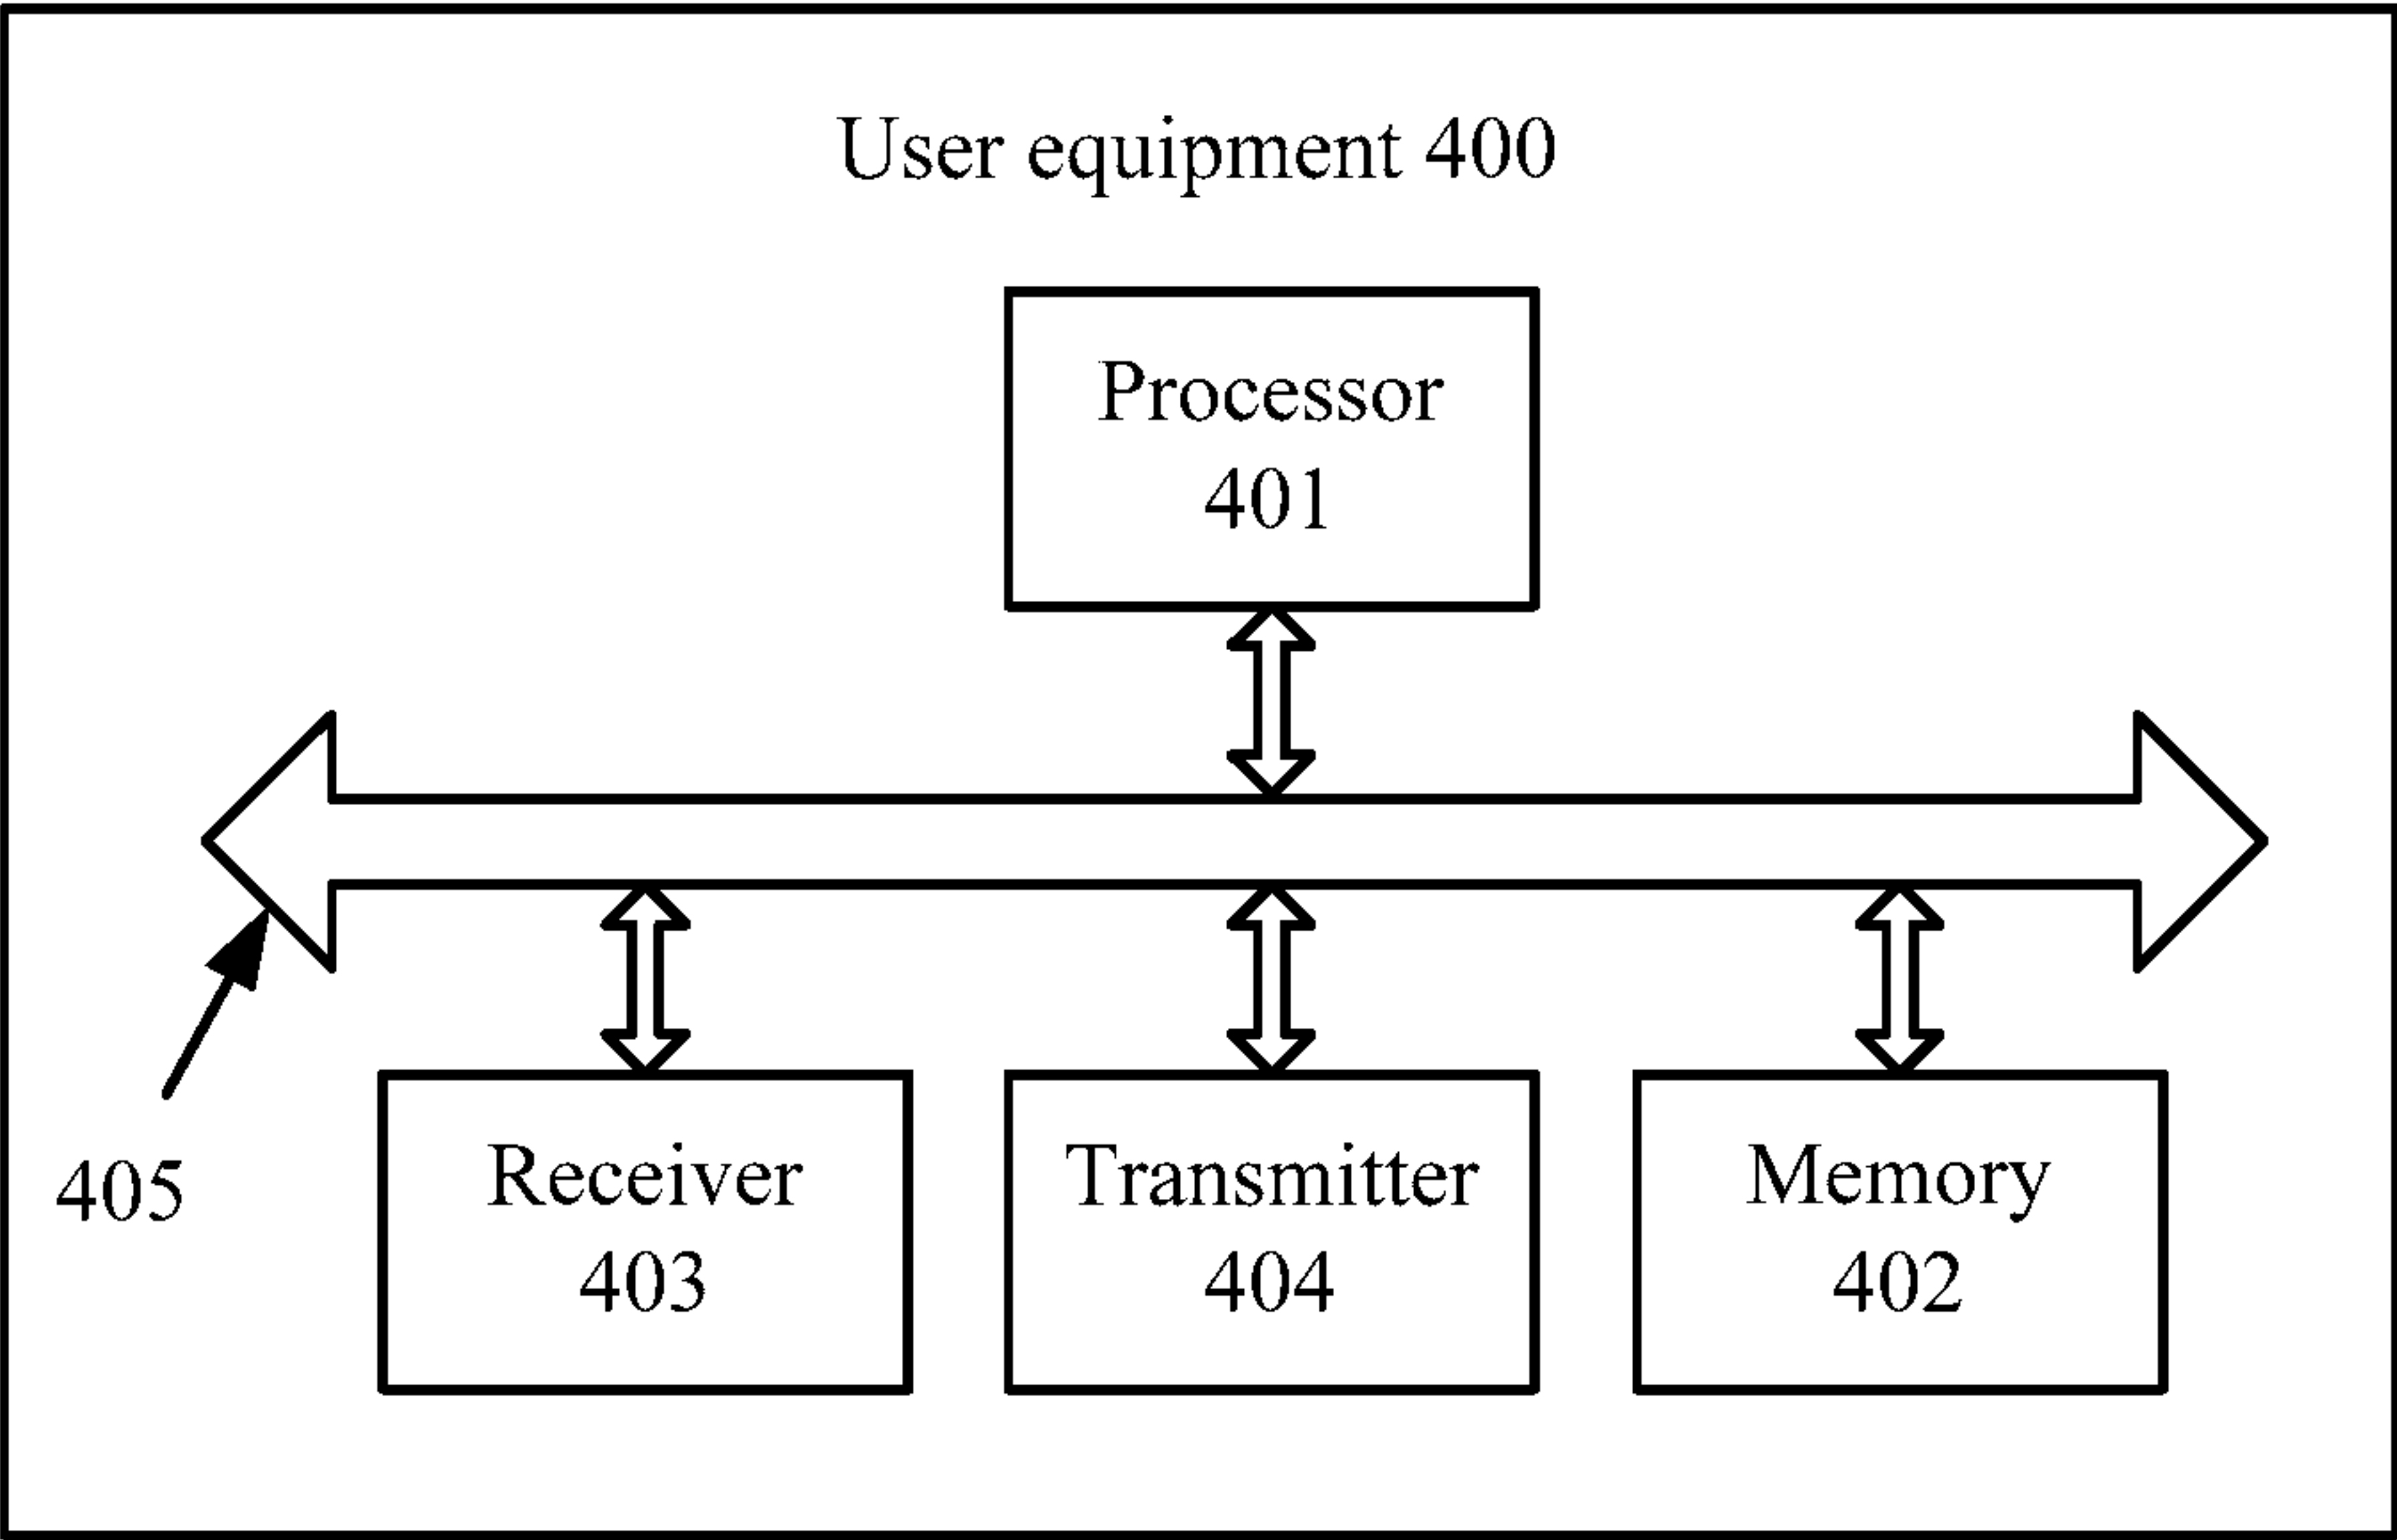 User equipment 400
Processor
401
405
Receiver
403
Transmitter
404
Memory
402